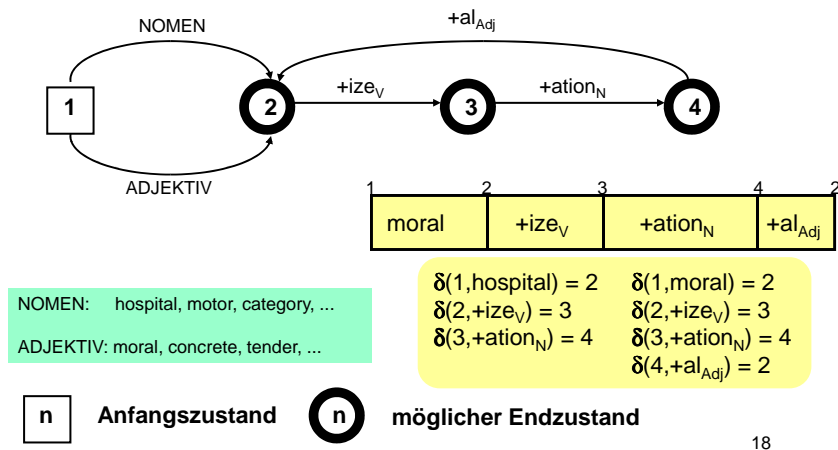 NOMEN
+al_Adj
1
2
+ize_V
3
+ation_N
4
ADJEKTIV
1 2 3 4 2
moral +ize_V +ation_N +al_Adj
δ(1,hospital) = 2 δ(1,moral) = 2
δ(2,+ize_V) = 3 δ(2,+ize_V) = 3
δ(3,+ation_N) = 4 δ(3,+ation_N) = 4
δ(4,+al_Adj) = 2
NOMEN: hospital, motor, category, ...
ADJEKTIV: moral, concrete, tender, ...
n Anfangszustand n möglicher Endzustand
18